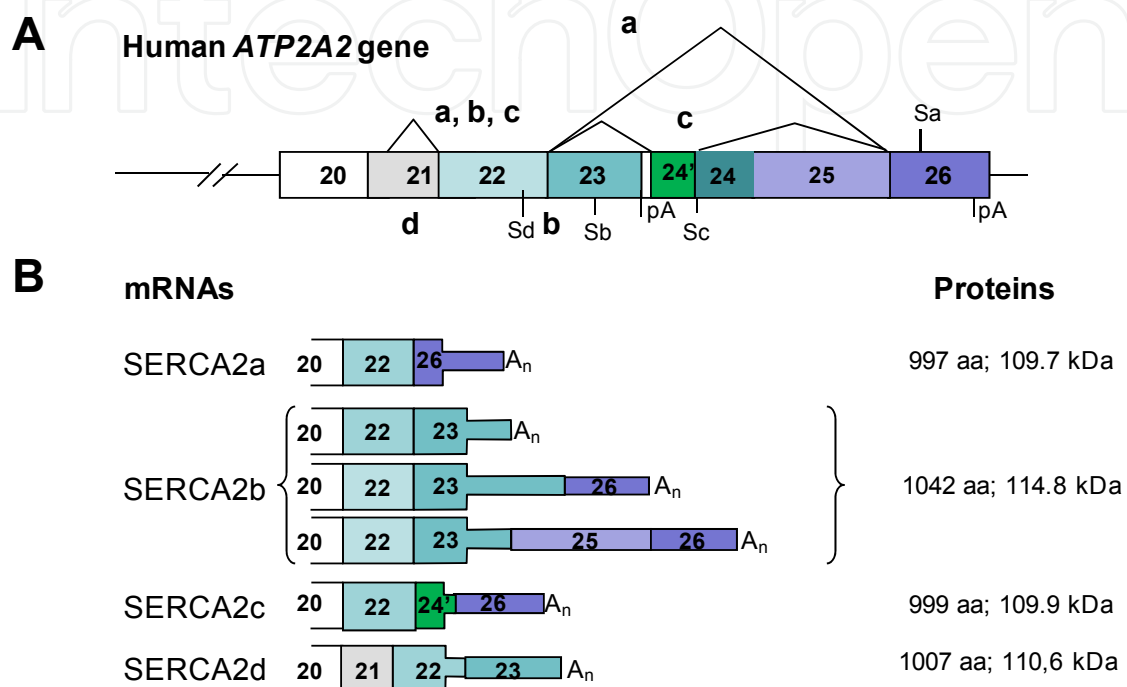 IntechOpen
A
Human ATP2A2 gene
a
a, b, c
c
Sa
20 21 22 23 24' 24 25 26
d
Sd b Sb pA Sc pA
B
mRNAs Proteins
SERCA2a 20 22 26 An 997 aa; 109.7 kDa
20 22 23 An
SERCA2b 20 22 23 26 An 1042 aa; 114.8 kDa
20 22 23 25 26 An
SERCA2c 20 22 24' 26 An 999 aa; 109.9 kDa
SERCA2d 20 21 22 23 An 1007 aa; 110,6 kDa